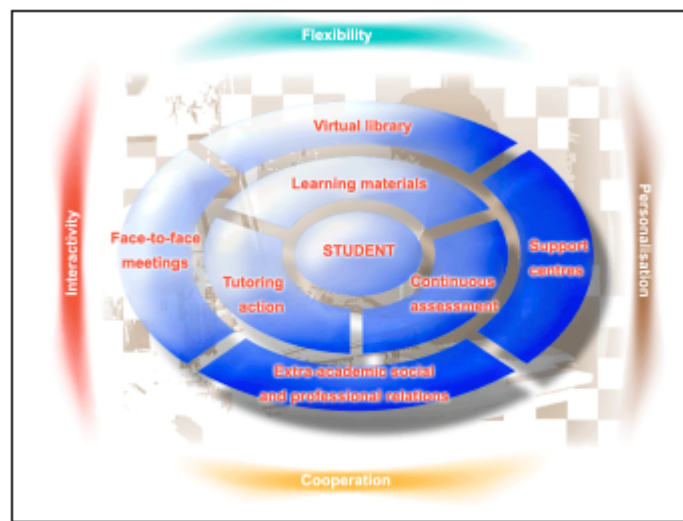 Flexibility
Virtual library
Learning materials
Interactivity
Face-to-face
meetings
STUDENT
Support
centres
Personalisation
Tutoring
action
Continuous
assessment
Extra-academic social
and professional relations
Cooperation